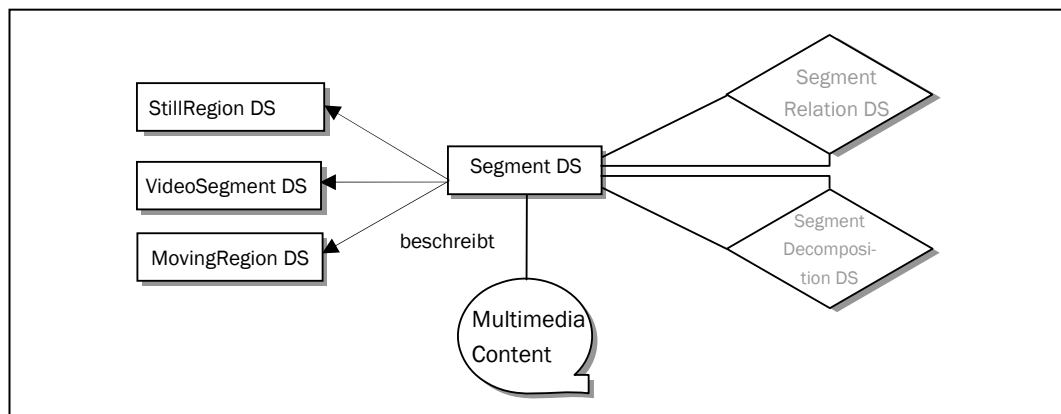 StillRegion DS
VideoSegment DS
MovingRegion DS
Segment DS
beschreibt
Multimedia
Content
Segment
Relation DS
Segment
Decomposi-
tion DS